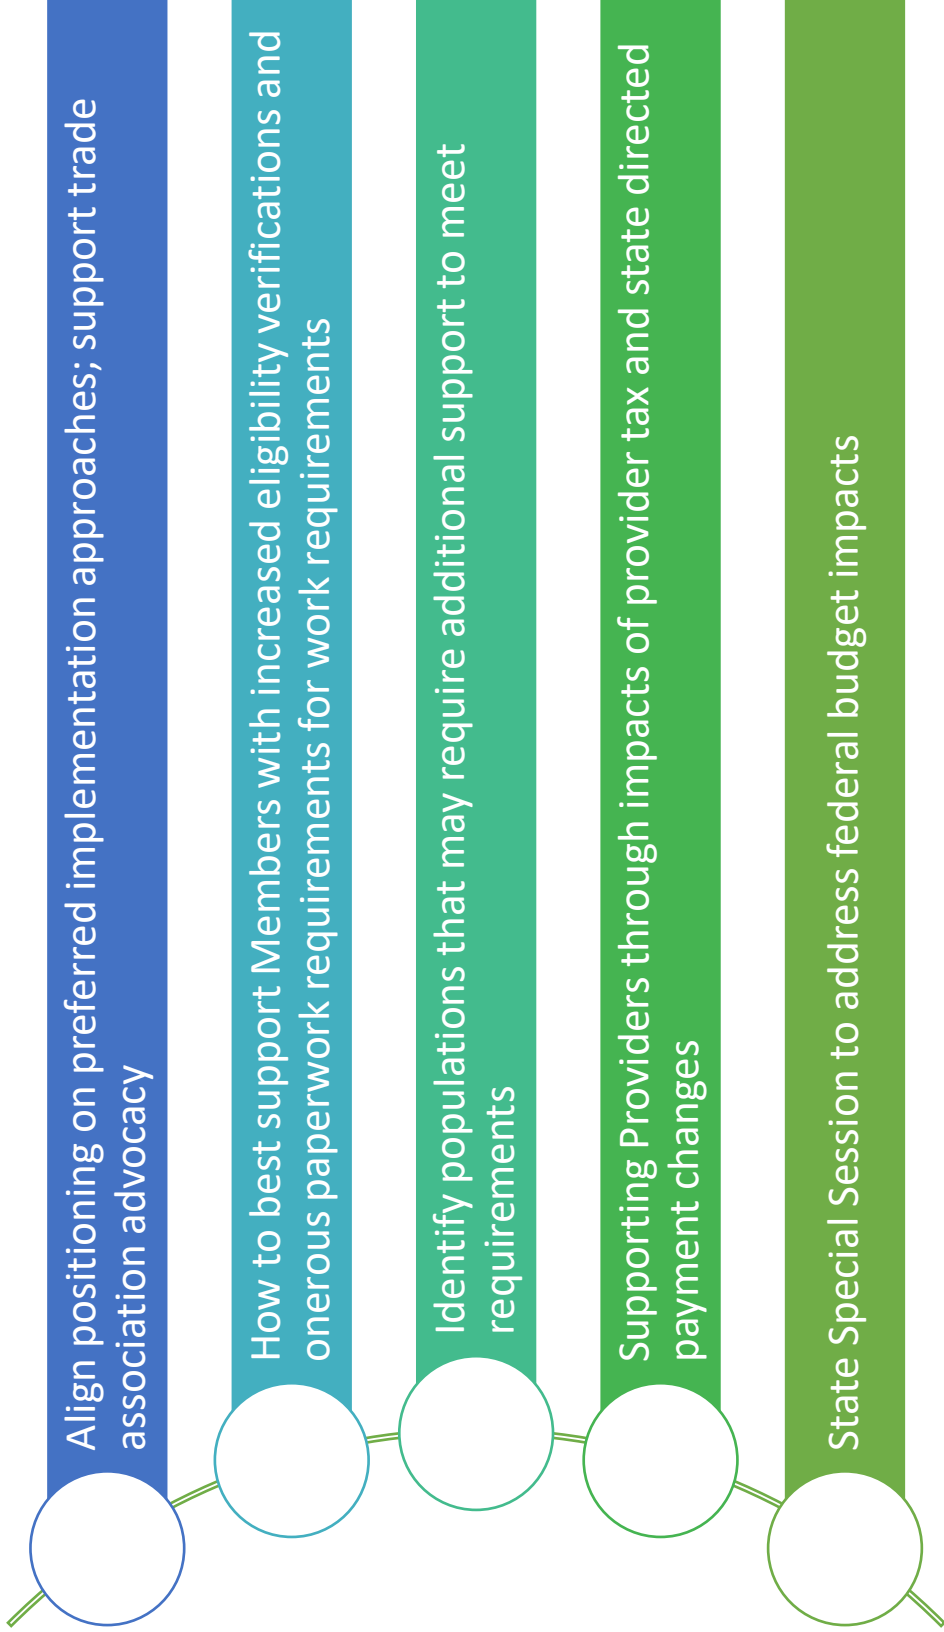 Align positioning on preferred implementation approaches; support trade
association advocacy
How to best support Members with increased eligibility verifications and
onerous paperwork requirements for work requirements
Identify populations that may require additional support to meet
requirements
Supporting Providers through impacts of provider tax and state directed
payment changes
State Special Session to address federal budget impacts